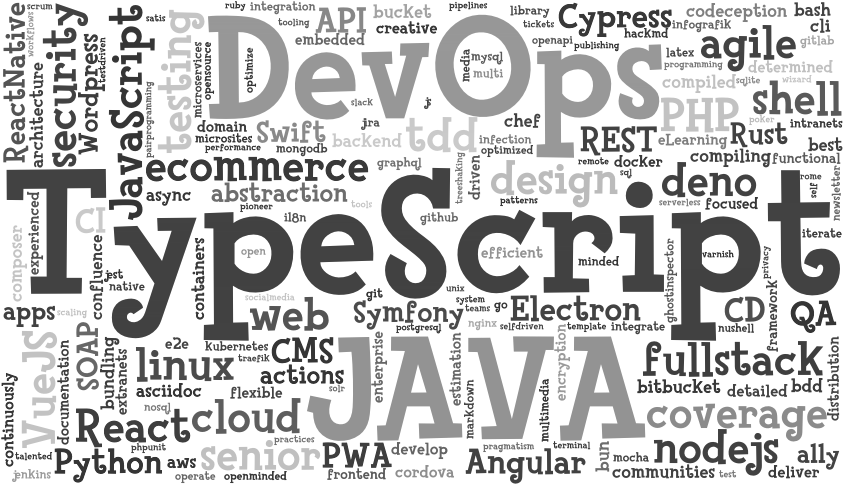 scrum
ReactNative
workflows
architecture
security
Wordpress
testdriven
JavaScript
satis
pairprogramming
testing
microservices
opensource
ruby
integration
tooling
API
embedded
bucket
creative
pipelines
library
tickets
Cypress
openapi
publishing
hackmd
infografik
codeception
bash
cli
gitlab
agile
latex
programming
determined
wizard
DevOps
optimize
slack
media
mysql
multi
js
compiled
sqlite
shell
PHP
poker
intranets
domain
microsites
performance
Swift
mongodb
jra
backend
tdd
chef
infection
optimized
REST
eLearning
Rust
best
remote
docker
sql
compiling
functional
ecommerce
graphql
treeshaking
driven
design
patterns
deno
serverless
focused
rome
self
newsletter
async
abstraction
pioneer
tools
il8n
github
TypeScript
experienced
composer
CI
confluence
jest
native
containers
open
efficient
minded
varnish
ghostinspector
privacy
framework
iterate
socialmedia
web
git
unix
system
teams
go
Electron
CD
nushell
QA
apps
scaling
Symfony
postgresql
nginx
selfdriven
template
integrate
VueJS
SOAP
documentation
bundling
extranets
e2e
Kubernetes
traefik
linux
CMS
actions
asciidoc
flexible
solr
nosql
enterprise
JAVA
estimation
markdown
multimedia
encryption
fullstack
bitbucket
detailed
bdd
distribution
continuously
talented
jenkins
React
phpunit
cloud
practices
Python
aws
senior
operate
openminded
PWA
frontend
develop
cordova
pragmatism
terminal
Angular
bun
mocha
communities
coverage
nodejs
test
ally
deliver